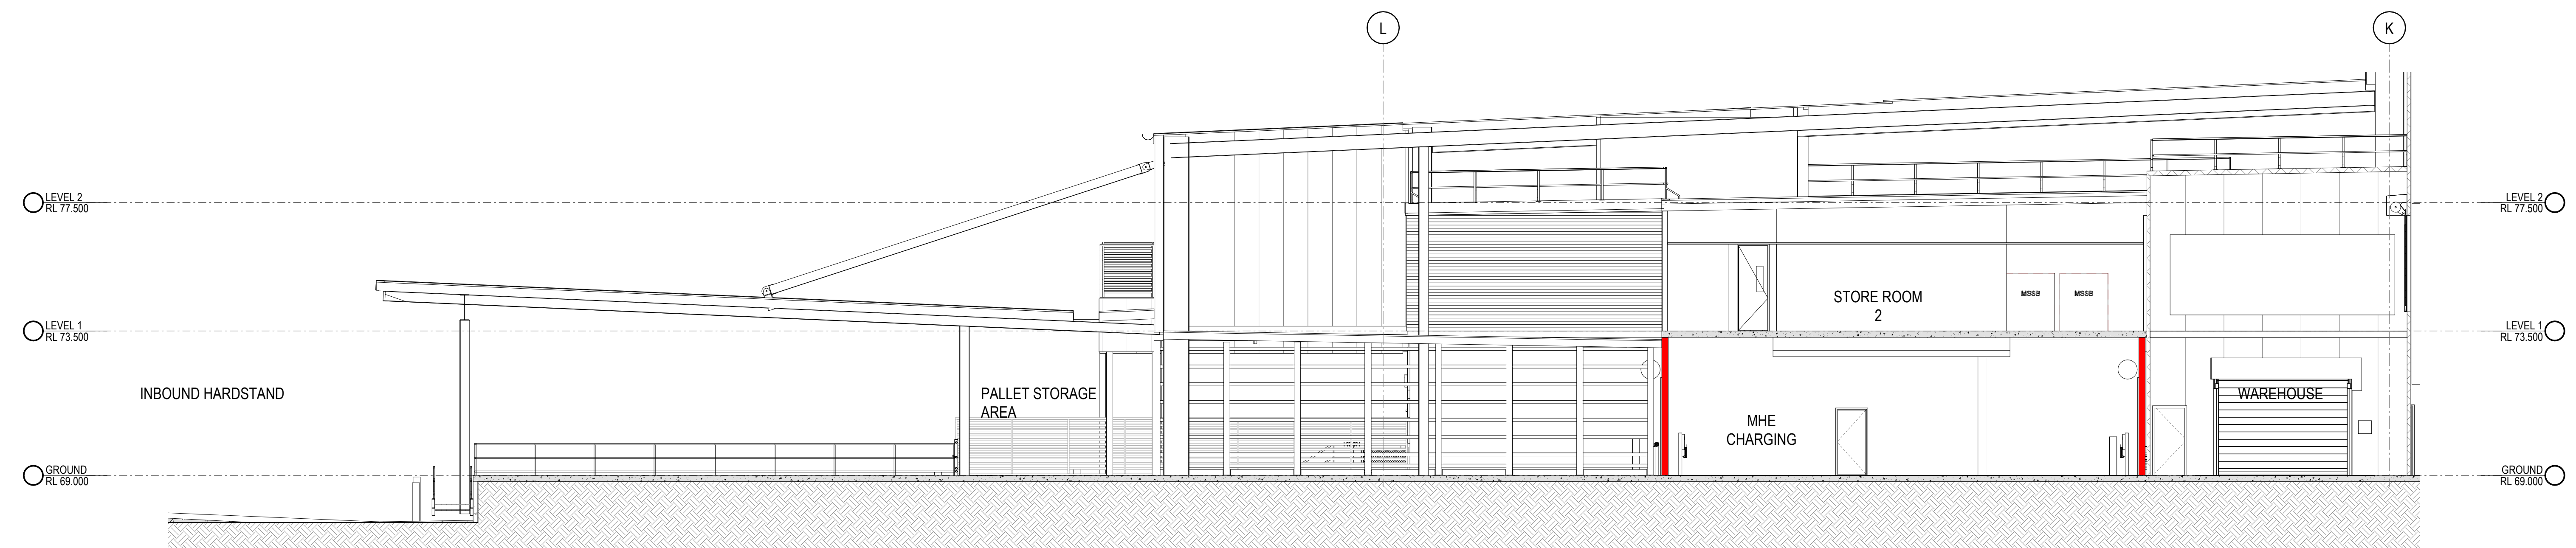 L
K
LEVEL 2
RL 77.500
LEVEL 2
RL 77.500
STORE ROOM
2
MSSB
MSSB
LEVEL 1
RL 73.500
LEVEL 1
RL 73.500
INBOUND HARDSTAND
PALLET STORAGE
AREA
WAREHOUSE
MHE
CHARGING
GROUND
RL 69.000
GROUND
RL 69.000